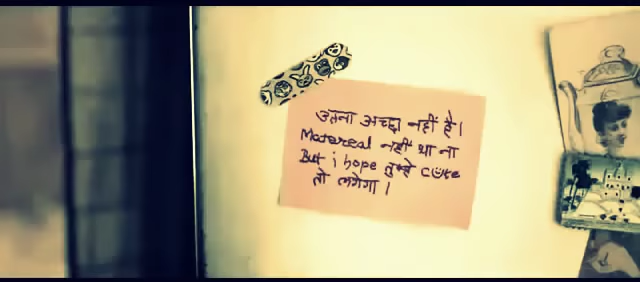 उतना अच्छा नहीं है।
Matereal नहीं था ना
But i hope तुम्हे cute
तो लगेगा।